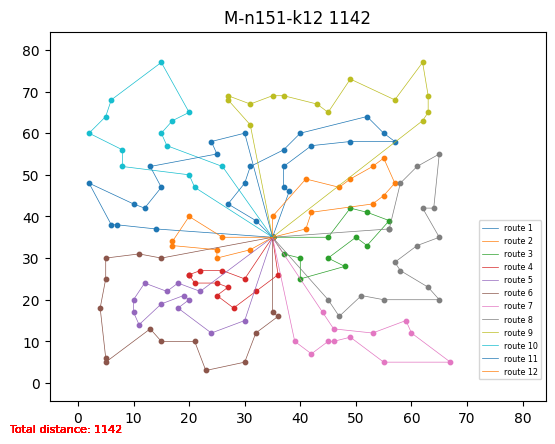 M-n151-k12 1142
80
70
60
50
40
30
20
10
0
route 1
route 2
route 3
route 4
route 5
route 6
route 7
route 8
route 9
route 10
route 11
route 12
0 10 20 30 40 50 60 70 80
Total distance: 1142